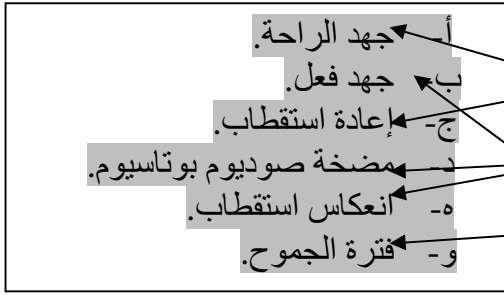 أ- جهد الراحة.
ب- جهد فعل.
ج- إعادة استقطاب.
د- مضخة صوديوم بوتاسيوم.
ه- انعكاس استقطاب.
و- فترة الجموح.